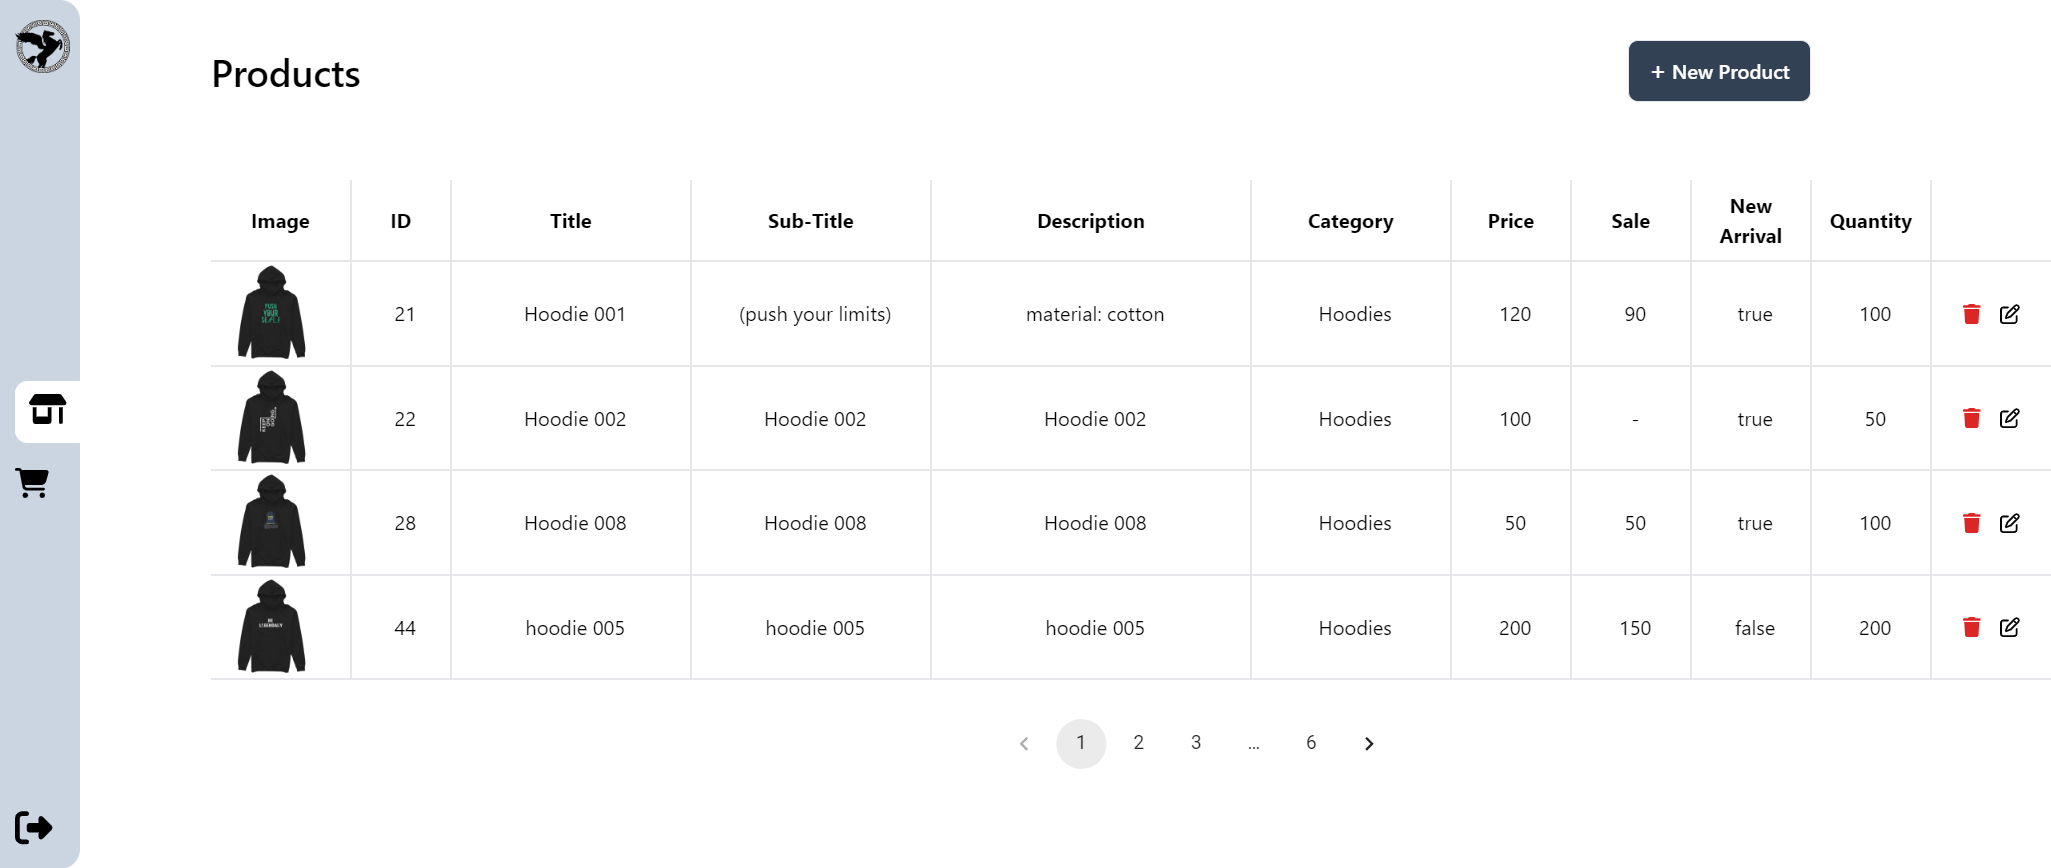 Products
+ New Product
Image ID Title Sub-Title Description Category Price Sale New Arrival Quantity
21 Hoodie 001 (push your limits) material: cotton Hoodies 120 90 true 100
22 Hoodie 002 Hoodie 002 Hoodie 002 Hoodies 100 - true 50
28 Hoodie 008 Hoodie 008 Hoodie 008 Hoodies 50 50 true 100
44 hoodie 005 hoodie 005 hoodie 005 Hoodies 200 150 false 200
1 2 3 ... 6